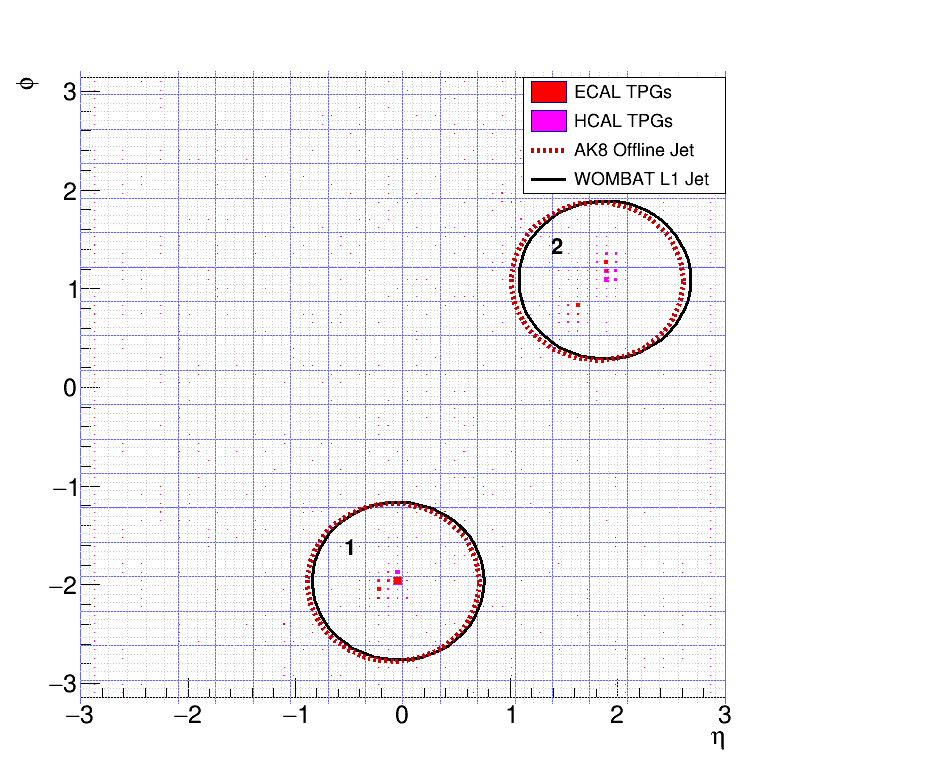 φ
3
ECAL TPGs
HCAL TPGs
AK8 Offline Jet
WOMBAT L1 Jet
2
2
1
0
−1
1
−2
−3
−3 −2 −1 0 1 2 3
η